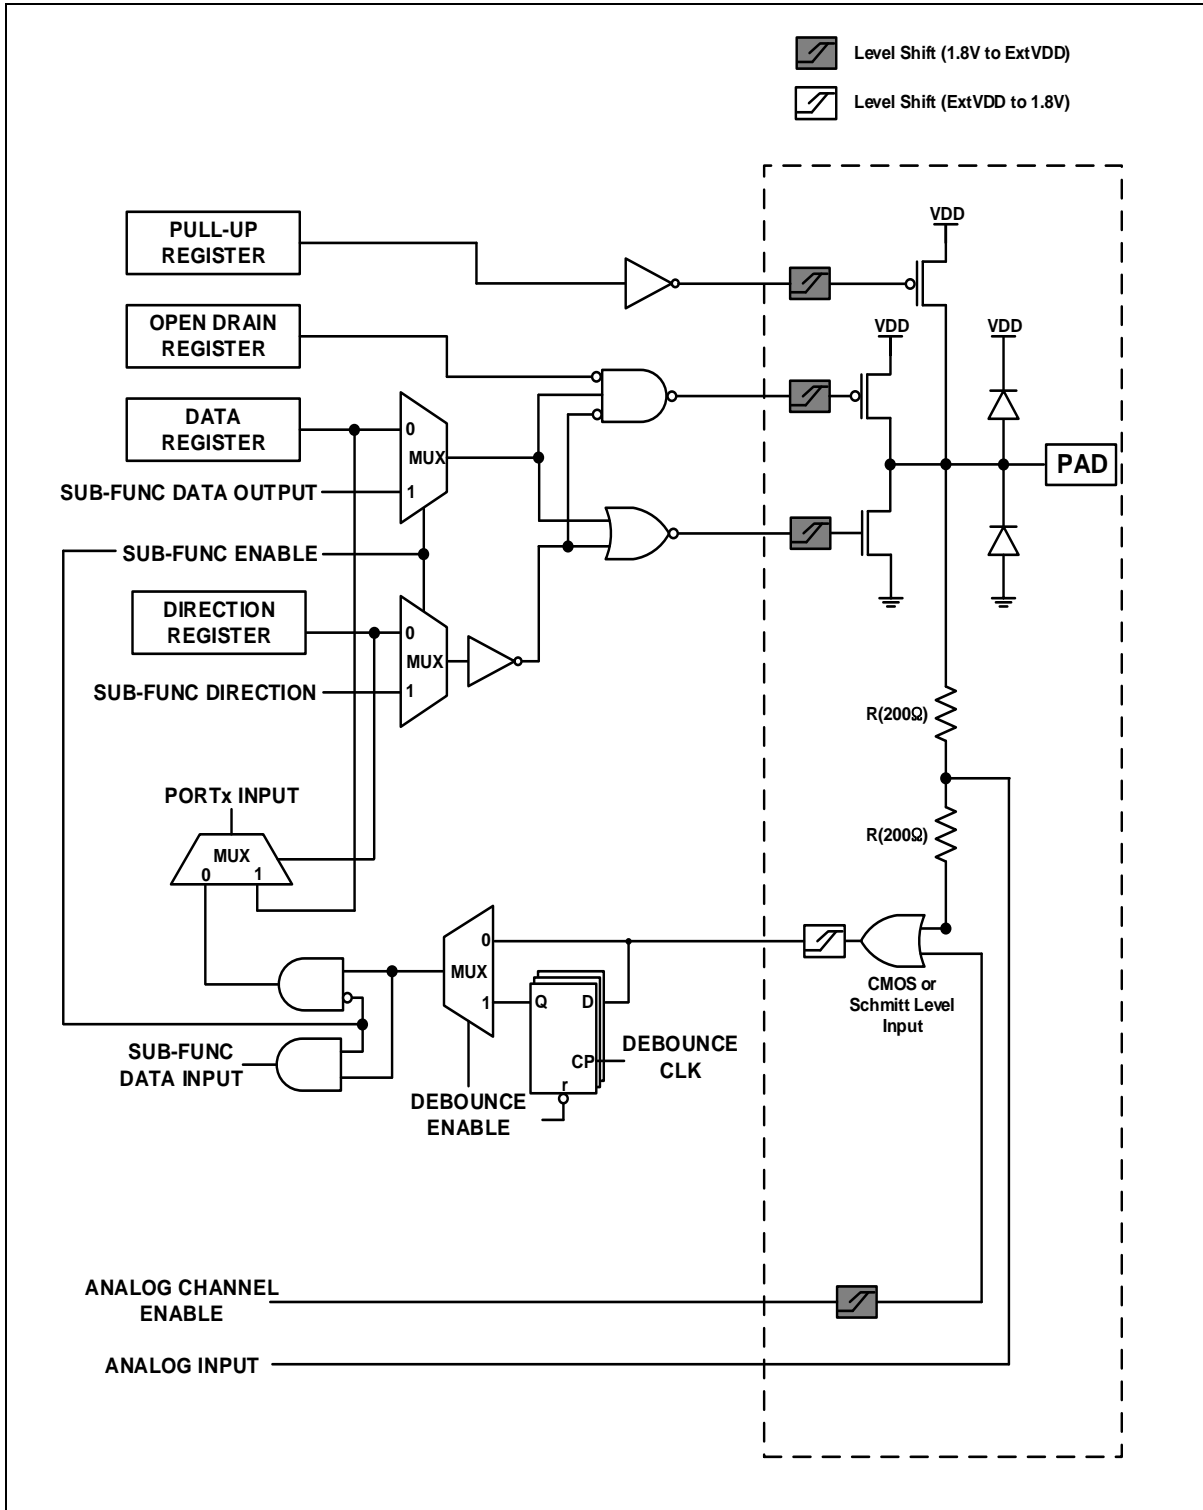 Level Shift (1.8V to ExtVDD)
Level Shift (ExtVDD to 1.8V)
PULL-UP
REGISTER
VDD
OPEN DRAIN
REGISTER
VDD
VDD
DATA
REGISTER
0
MUX
1
SUB-FUNC DATA OUTPUT
PAD
SUB-FUNC ENABLE
DIRECTION
REGISTER
0
MUX
1
SUB-FUNC DIRECTION
R(200Ω)
PORTx INPUT
MUX
0 1
R(200Ω)
0
MUX
1
Q D
CP
r
CMOS or
Schmitt Level
Input
SUB-FUNC
DATA INPUT
DEBOUNCE
CLK
DEBOUNCE
ENABLE
ANALOG CHANNEL
ENABLE
ANALOG INPUT